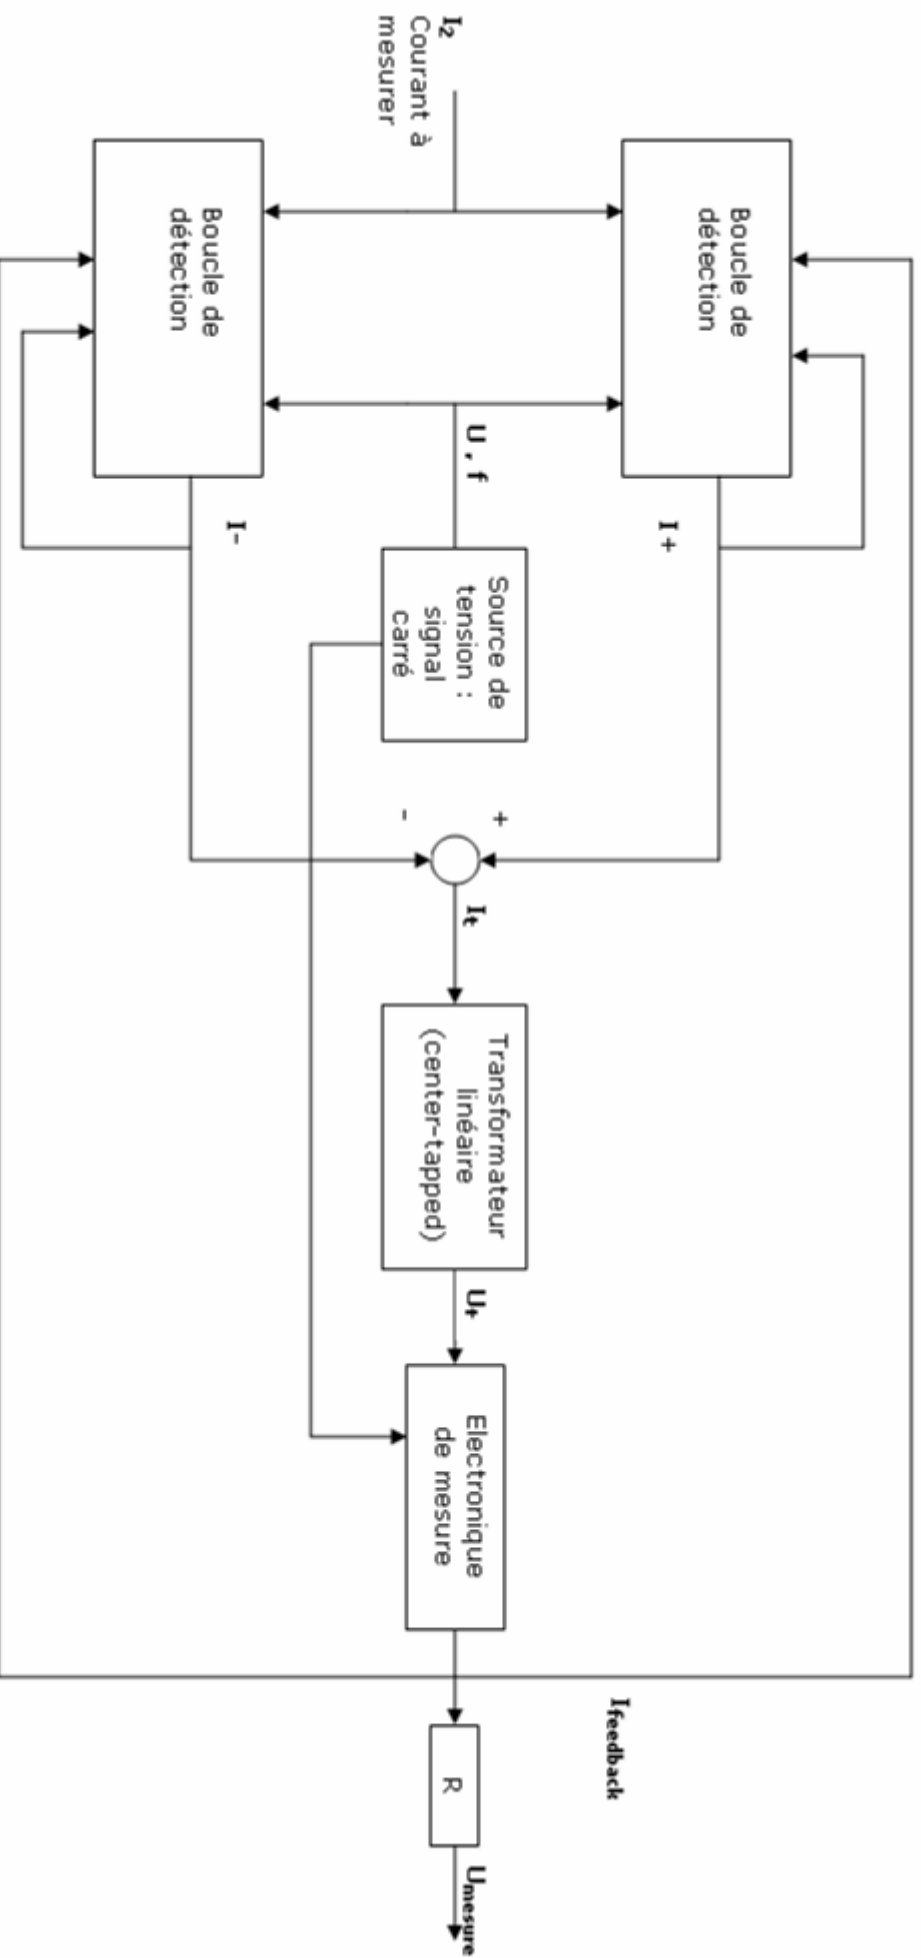 I₂
Courant à
mesurer
Boucle de
détection
Boucle de
détection
U , f
I +
I -
Source de
tension :
signal
carré
+
-
Iₜ
Transformateur
linéaire
(center-tapped)
Uₜ
Electronique
de mesure
Ifeedback
R
Umesure